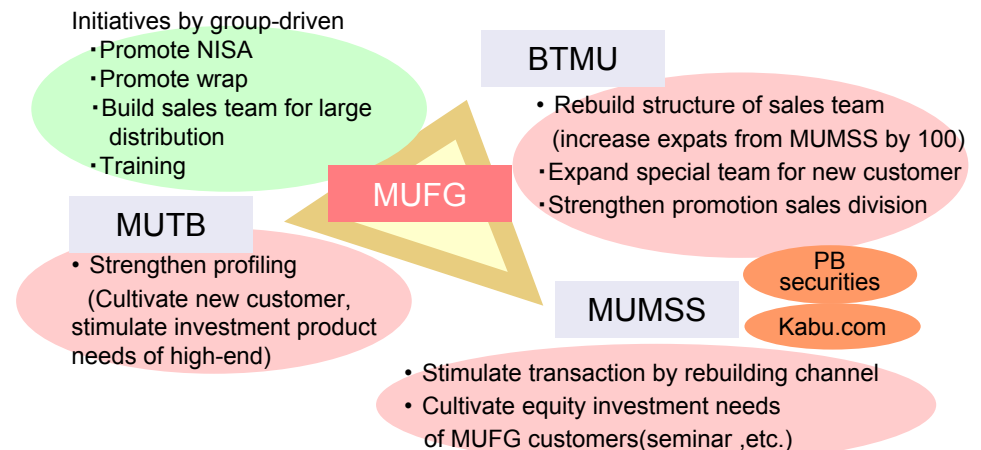 Initiatives by group-driven
・Promote NISA
・Promote wrap
・Build sales team for large
distribution
・Training
BTMU
• Rebuild structure of sales team
(increase expats from MUMSS by 100)
・Expand special team for new customer
・Strengthen promotion sales division
MUFG
MUTB
• Strengthen profiling
(Cultivate new customer,
stimulate investment product
needs of high-end)
PB
securities
MUMSS
Kabu.com
• Stimulate transaction by rebuilding channel
• Cultivate equity investment needs
of MUFG customers(seminar ,etc.)